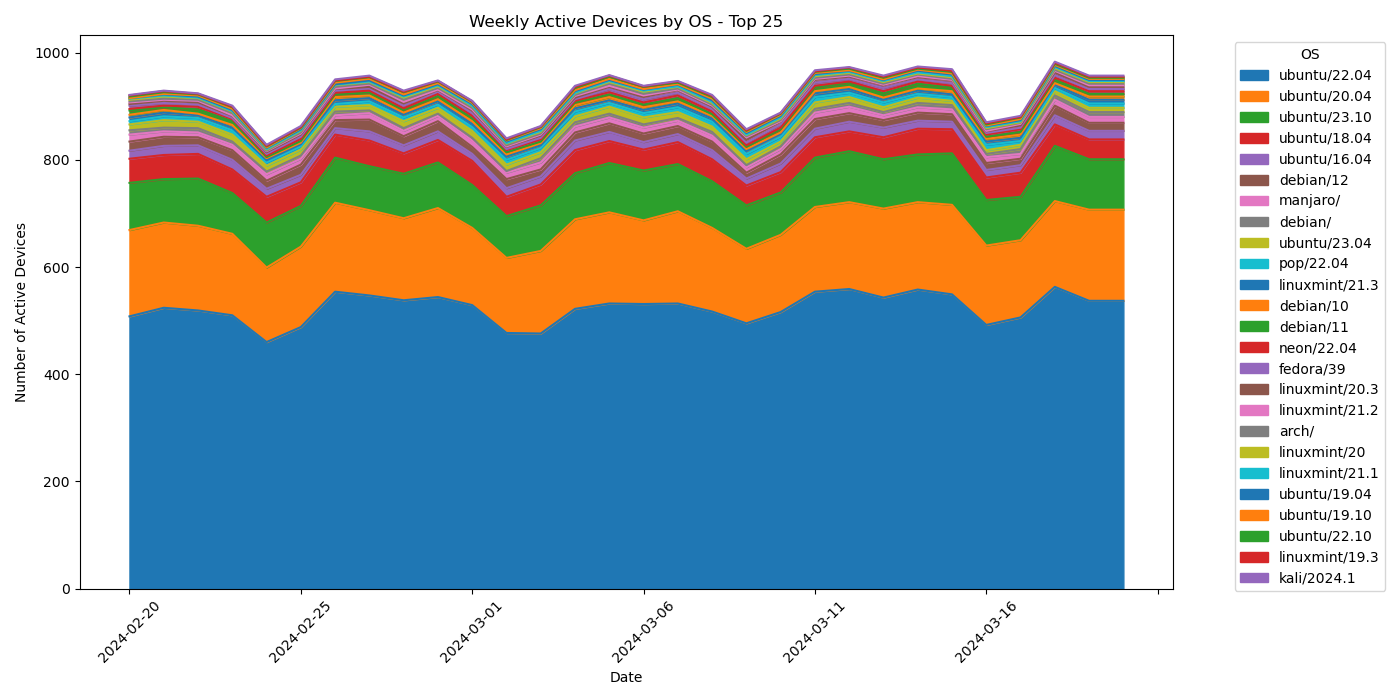 Weekly Active Devices by OS - Top 25
1000
800
600
400
200
0
Number of Active Devices
2024-02-20
2024-02-25
2024-03-01
2024-03-06
2024-03-11
2024-03-16
Date
OS
ubuntu/22.04
ubuntu/20.04
ubuntu/23.10
ubuntu/18.04
ubuntu/16.04
debian/12
manjaro/
debian/
ubuntu/23.04
pop/22.04
linuxmint/21.3
debian/10
debian/11
neon/22.04
fedora/39
linuxmint/20.3
linuxmint/21.2
arch/
linuxmint/20
linuxmint/21.1
ubuntu/19.04
ubuntu/19.10
ubuntu/22.10
linuxmint/19.3
kali/2024.1